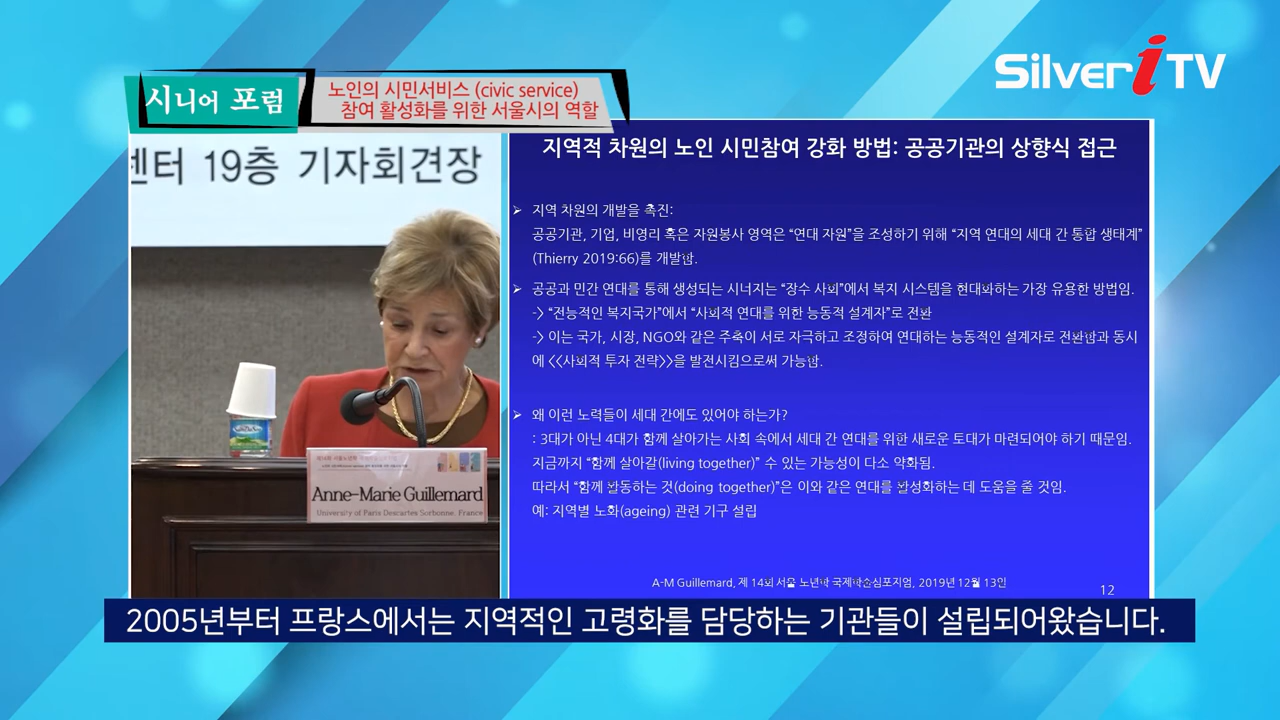 Silver i TV
시니어 포럼
노인의 시민서비스 (civic service)
참여 활성화를 위한 서울시의 역할
센터 19층 기자회견장
지역적 차원의 노인 시민참여 강화 방법: 공공기관의 상향식 접근
➢ 지역 차원의 개발을 촉진:
공공기관, 기업, 비영리 혹은 자원봉사 영역은 “연대 자원”을 조성하기 위해 “지역 연대의 세대 간 통합 생태계”
(Thierry 2019:66)를 개발함.
➢ 공공과 민간 연대를 통해 생성되는 시너지는 “장수 사회”에서 복지 시스템을 현대화하는 가장 유용한 방법임.
-> “전능적인 복지국가”에서 “사회적 연대를 위한 능동적 설계자”로 전환
-> 이는 국가, 시장, NGO와 같은 주축이 서로 자극하고 조정하여 연대하는 능동적인 설계자로 전환함과 동시
에 <<사회적 투자 전략>>을 발전시킴으로써 가능함.
➢ 왜 이런 노력들이 세대 간에도 있어야 하는가?
: 3대가 아닌 4대가 함께 살아가는 사회 속에서 세대 간 연대를 위한 새로운 토대가 마련되어야 하기 때문임.
지금까지 “함께 살아갈(living together)” 수 있는 가능성이 다소 약화됨.
따라서 “함께 활동하는 것(doing together)”은 이와 같은 연대를 활성화하는 데 도움을 줄 것임.
예: 지역별 노화(ageing) 관련 기구 설립
A-M Guillemard, 제 14회 서울 노년학 국제학술심포지엄, 2019년 12월 13일
12
Anne-Marie Guillemard
University of Paris Descartes Sorbonne, France
2005년부터 프랑스에서는 지역적인 고령화를 담당하는 기관들이 설립되어왔습니다.